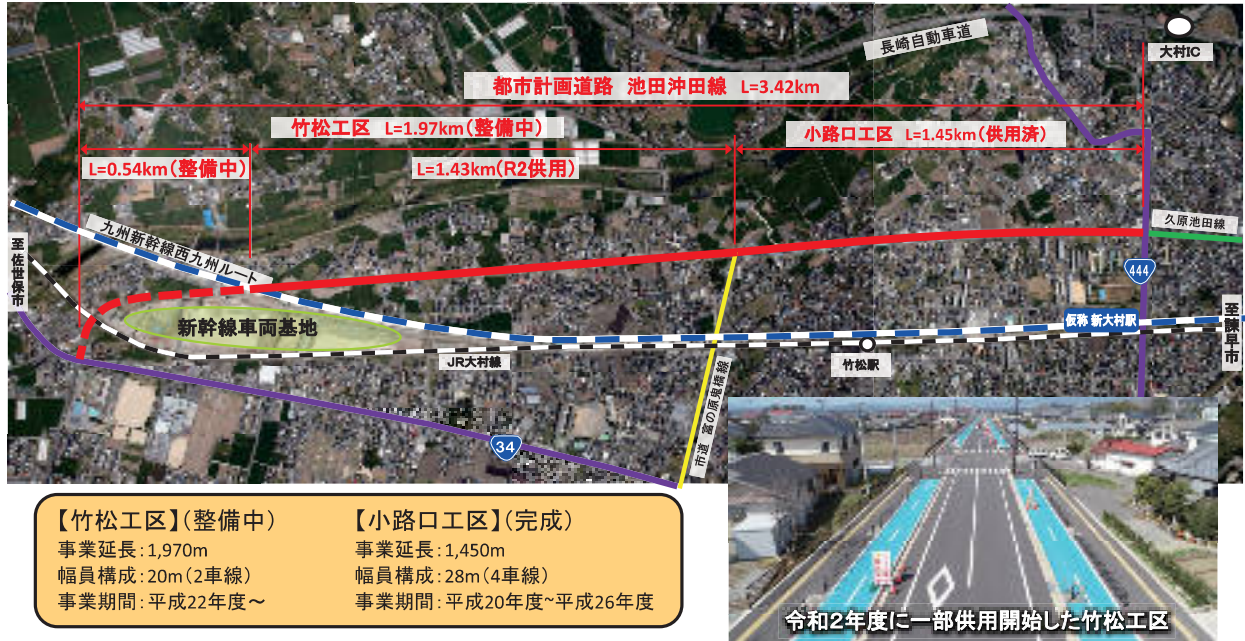 長崎自動車道
大村IC
都市計画道路 池田沖田線 L=3.42km
竹松工区 L=1.97km(整備中)
小路口工区 L=1.45km(供用済)
L=0.54km(整備中)
L=1.43km(R2供用)
久原池田線
九州新幹線西九州ルート
至佐世保市
444
新幹線車両基地
仮称 新大村駅
至諫早市
JR大村線
竹松駅
市道 富の原鬼橋線
34
【竹松工区】(整備中)
事業延長:1,970m
幅員構成:20m(2車線)
事業期間:平成22年度～
【小路口工区】(完成)
事業延長:1,450m
幅員構成:28m(4車線)
事業期間:平成20年度~平成26年度
令和2年度に一部供用開始した竹松工区